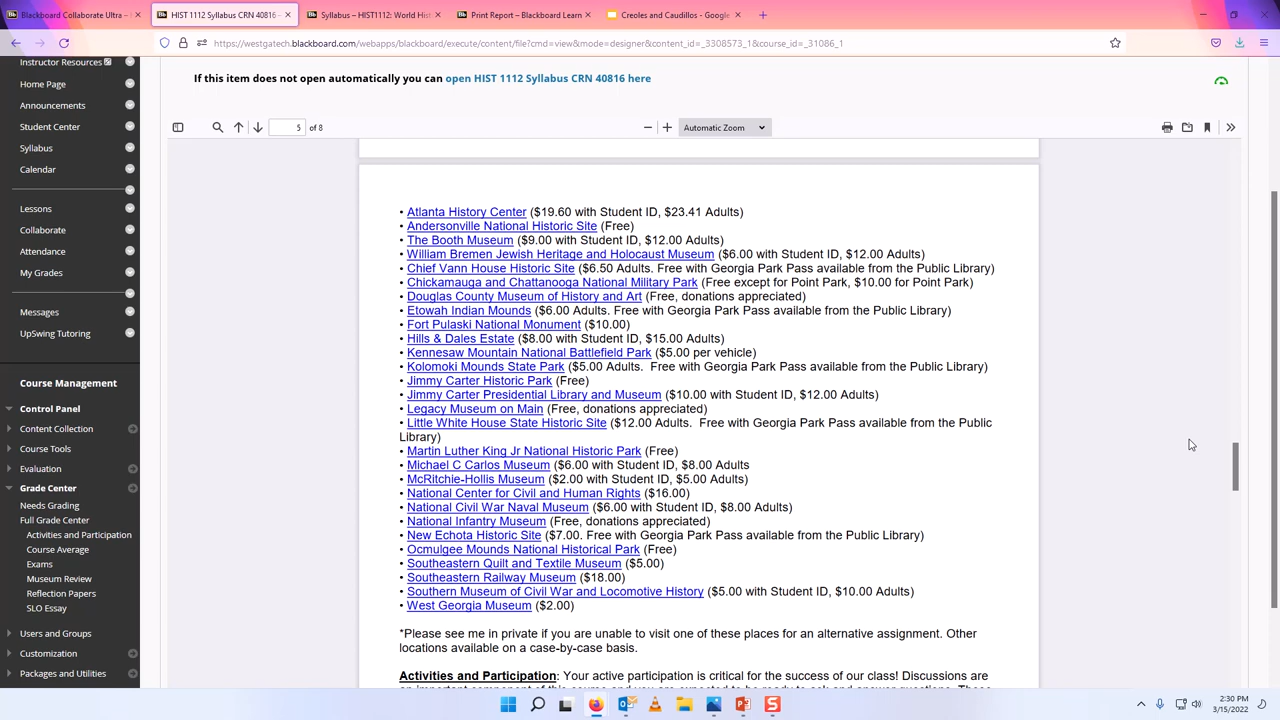 Blackboard Collaborate Ultra –
HIST 1112 Syllabus CRN 40816 –
Syllabus – HIST1112: World Hist
Print Report – Blackboard Learn
Creoles and Caudillos - Google
https://westgatech.blackboard.com/webapps/blackboard/execute/content/file?cmd=view&mode=designer&content_id=_3308573_1&course_id=_31086_1
Instructor Resources
Home Page
Announcements
Student Center
Syllabus
Calendar
Lessons
Collaborate
Attendance
My Grades
Messages
UpSwing Tutoring
Course Management
Control Panel
Content Collection
Course Tools
Evaluation
Grade Center
Needs Grading
Full Grade Center
Activities and Participation
Course Average
Exams
Museum Review
Reflection Papers
SLO Essay
Users and Groups
Customization
Packages and Utilities
If this item does not open automatically you can open HIST 1112 Syllabus CRN 40816 here
5 of 8
Automatic Zoom
• Atlanta History Center ($19.60 with Student ID, $23.41 Adults)
• Andersonville National Historic Site (Free)
• The Booth Museum ($9.00 with Student ID, $12.00 Adults)
• William Bremen Jewish Heritage and Holocaust Museum ($6.00 with Student ID, $12.00 Adults)
• Chief Vann House Historic Site ($6.50 Adults. Free with Georgia Park Pass available from the Public Library)
• Chickamauga and Chattanooga National Military Park (Free except for Point Park, $10.00 for Point Park)
• Douglas County Museum of History and Art (Free, donations appreciated)
• Etowah Indian Mounds ($6.00 Adults. Free with Georgia Park Pass available from the Public Library)
• Fort Pulaski National Monument ($10.00)
• Hills & Dales Estate ($8.00 with Student ID, $15.00 Adults)
• Kennesaw Mountain National Battlefield Park ($5.00 per vehicle)
• Kolomoki Mounds State Park ($5.00 Adults. Free with Georgia Park Pass available from the Public Library)
• Jimmy Carter Historic Park (Free)
• Jimmy Carter Presidential Library and Museum ($10.00 with Student ID, $12.00 Adults)
• Legacy Museum on Main (Free, donations appreciated)
• Little White House State Historic Site ($12.00 Adults. Free with Georgia Park Pass available from the Public
Library)
• Martin Luther King Jr National Historic Park (Free)
• Michael C Carlos Museum ($6.00 with Student ID, $8.00 Adults
• McRitchie-Hollis Museum ($2.00 with Student ID, $5.00 Adults)
• National Center for Civil and Human Rights ($16.00)
• National Civil War Naval Museum ($6.00 with Student ID, $8.00 Adults)
• National Infantry Museum (Free, donations appreciated)
• New Echota Historic Site ($7.00. Free with Georgia Park Pass available from the Public Library)
• Ocmulgee Mounds National Historical Park (Free)
• Southeastern Quilt and Textile Museum ($5.00)
• Southeastern Railway Museum ($18.00)
• Southern Museum of Civil War and Locomotive History ($5.00 with Student ID, $10.00 Adults)
• West Georgia Museum ($2.00)
*Please see me in private if you are unable to visit one of these places for an alternative assignment. Other
locations available on a case-by-case basis.
Activities and Participation: Your active participation is critical for the success of our class! Discussions are
2:30 PM
3/15/2022